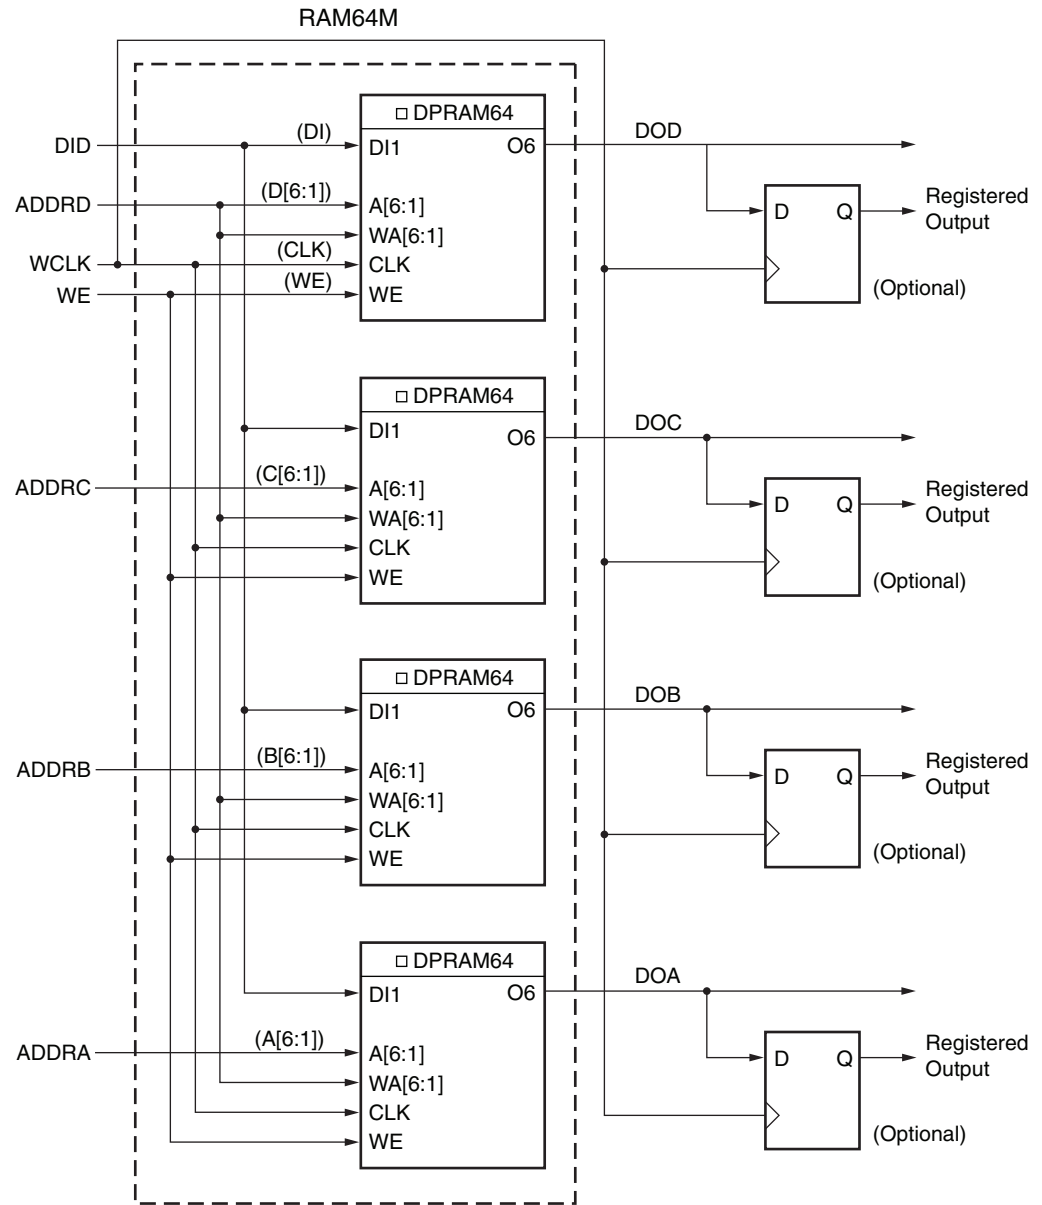 RAM64M
DPRAM64
DID
(DI)
DI1
O6
DOD
ADDRD
(D[6:1])
A[6:1]
WA[6:1]
WCLK
(CLK)
CLK
WE
(WE)
WE
D
Q
Registered
Output
(Optional)
DPRAM64
DI1
O6
DOC
ADDRC
(C[6:1])
A[6:1]
WA[6:1]
CLK
WE
D
Q
Registered
Output
(Optional)
DPRAM64
DI1
O6
DOB
ADDRB
(B[6:1])
A[6:1]
WA[6:1]
CLK
WE
D
Q
Registered
Output
(Optional)
DPRAM64
DI1
O6
DOA
ADDRA
(A[6:1])
A[6:1]
WA[6:1]
CLK
WE
D
Q
Registered
Output
(Optional)